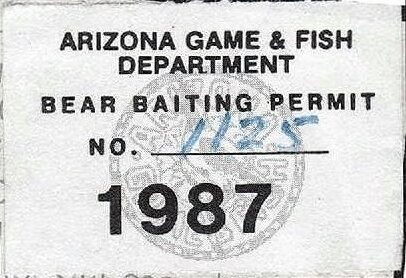 ARIZONA GAME & FISH
DEPARTMENT
BEAR BAITING PERMIT
NO. 1125
1987